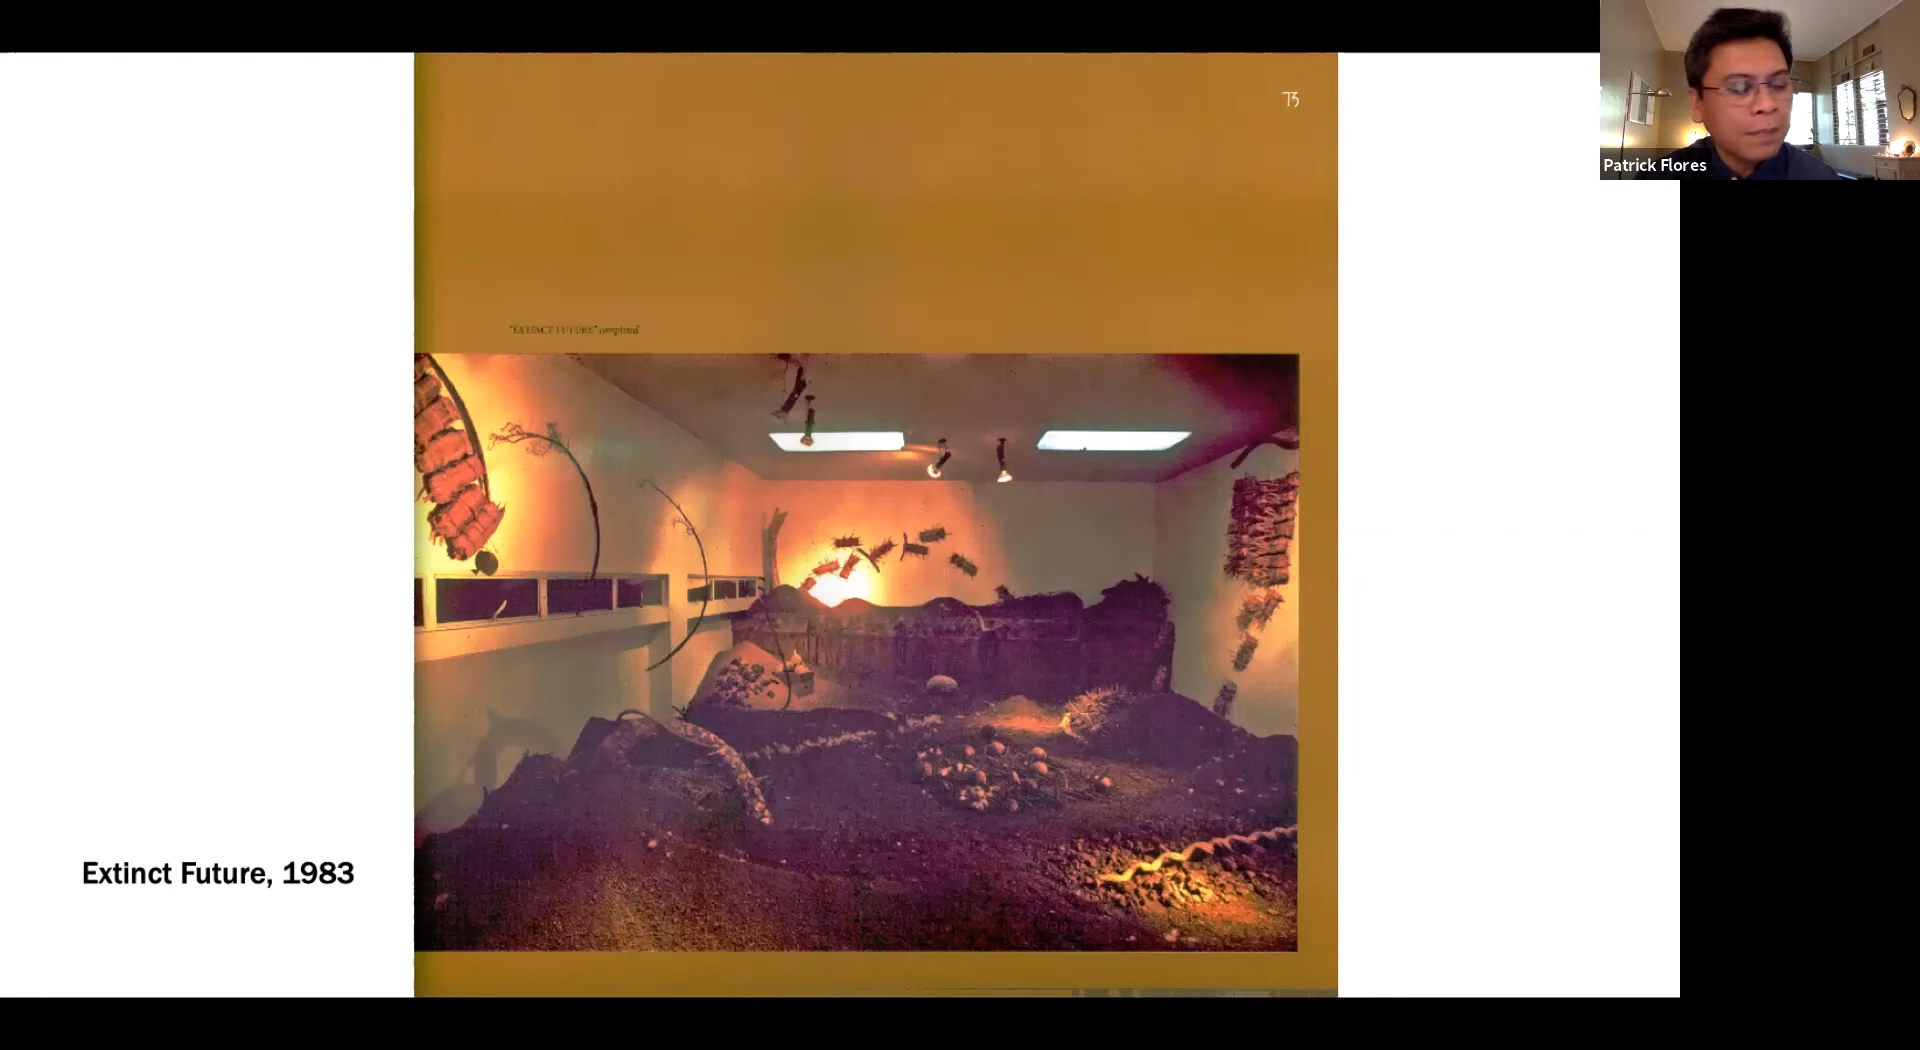 73
Patrick Flores
"EXTINCT FUTURE" completed
Extinct Future, 1983